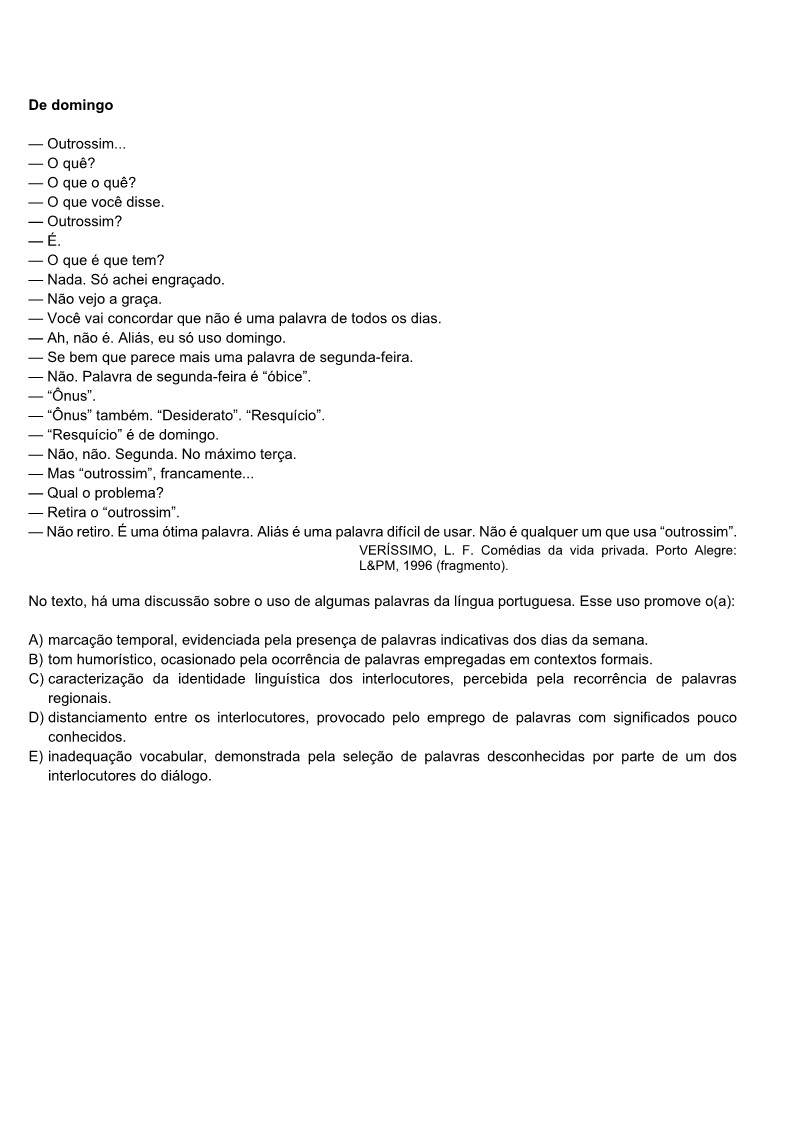 De domingo
— Outrossim...
— O quê?
— O que o quê?
— O que você disse.
— Outrossim?
— É.
— O que é que tem?
— Nada. Só achei engraçado.
— Não vejo a graça.
— Você vai concordar que não é uma palavra de todos os dias.
— Ah, não é. Aliás, eu só uso domingo.
— Se bem que parece mais uma palavra de segunda-feira.
— Não. Palavra de segunda-feira é “óbice”.
— “Ônus”.
— “Ônus” também. “Desiderato”. “Resquício”.
— “Resquício” é de domingo.
— Não, não. Segunda. No máximo terça.
— Mas “outrossim”, francamente...
— Qual o problema?
— Retira o “outrossim”.
— Não retiro. É uma ótima palavra. Aliás é uma palavra difícil de usar. Não é qualquer um que usa “outrossim”.
VERÍSSIMO, L. F. Comédias da vida privada. Porto Alegre:
L&PM, 1996 (fragmento).
No texto, há uma discussão sobre o uso de algumas palavras da língua portuguesa. Esse uso promove o(a):
A) marcação temporal, evidenciada pela presença de palavras indicativas dos dias da semana.
B) tom humorístico, ocasionado pela ocorrência de palavras empregadas em contextos formais.
C) caracterização da identidade linguística dos interlocutores, percebida pela recorrência de palavras
regionais.
D) distanciamento entre os interlocutores, provocado pelo emprego de palavras com significados pouco
conhecidos.
E) inadequação vocabular, demonstrada pela seleção de palavras desconhecidas por parte de um dos
interlocutores do diálogo.